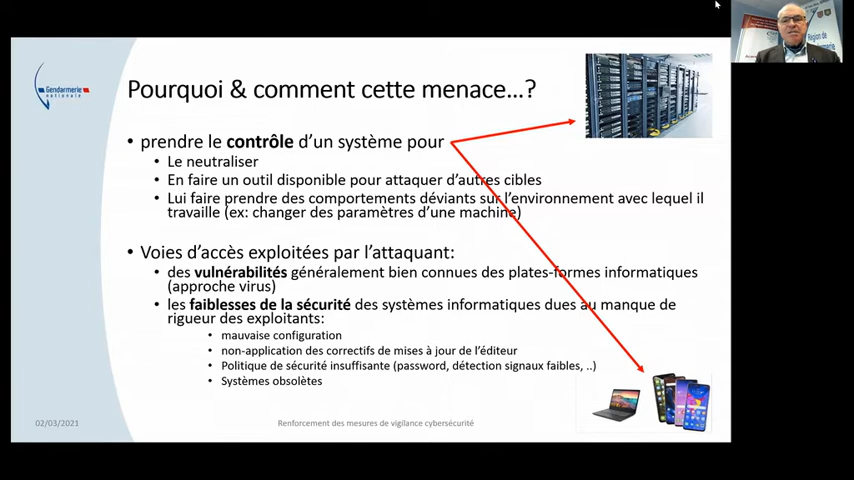 Région de
Gendarmerie
nationale
Pourquoi & comment cette menace...?
• prendre le contrôle d'un système pour
• Le neutraliser
• En faire un outil disponible pour attaquer d'autres cibles
• Lui faire prendre des comportements déviants sur l'environnement avec lequel il
travaille (ex: changer des paramètres d'une machine)
• Voies d'accès exploitées par l'attaquant:
• des vulnérabilités généralement bien connues des plates-formes informatiques
(approche virus)
• les faiblesses de la sécurité des systèmes informatiques dues au manque de
rigueur des exploitants:
• mauvaise configuration
• non-application des correctifs de mises à jour de l'éditeur
• Politique de sécurité insuffisante (password, détection signaux faibles, ..)
• Systèmes obsolètes
02/03/2021
Renforcement des mesures de vigilance cybersécurité